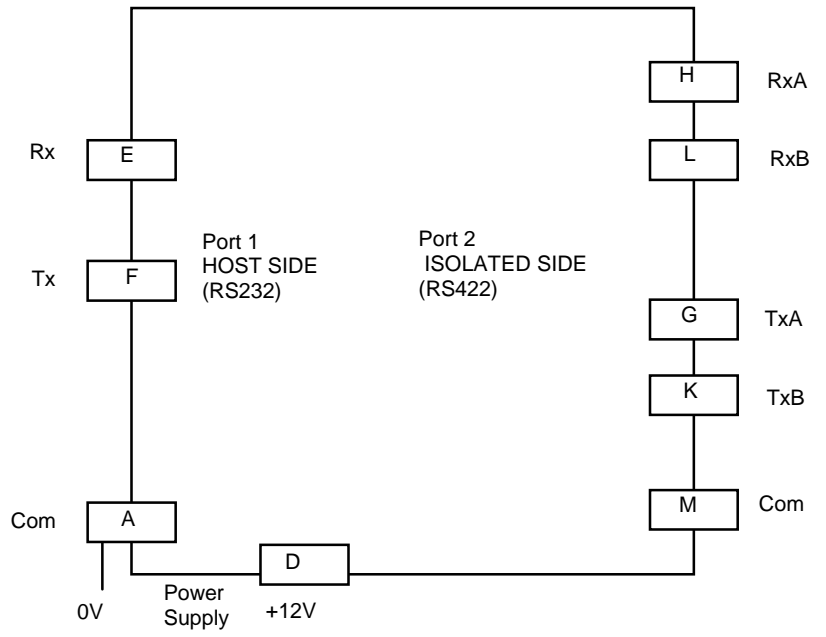 H
RxA
Rx
E
L
RxB
Port 1
HOST SIDE
(RS232)
Port 2
ISOLATED SIDE
(RS422)
Tx
F
G
TxA
K
TxB
Com
A
M
Com
D
0V
Power
Supply
+12V